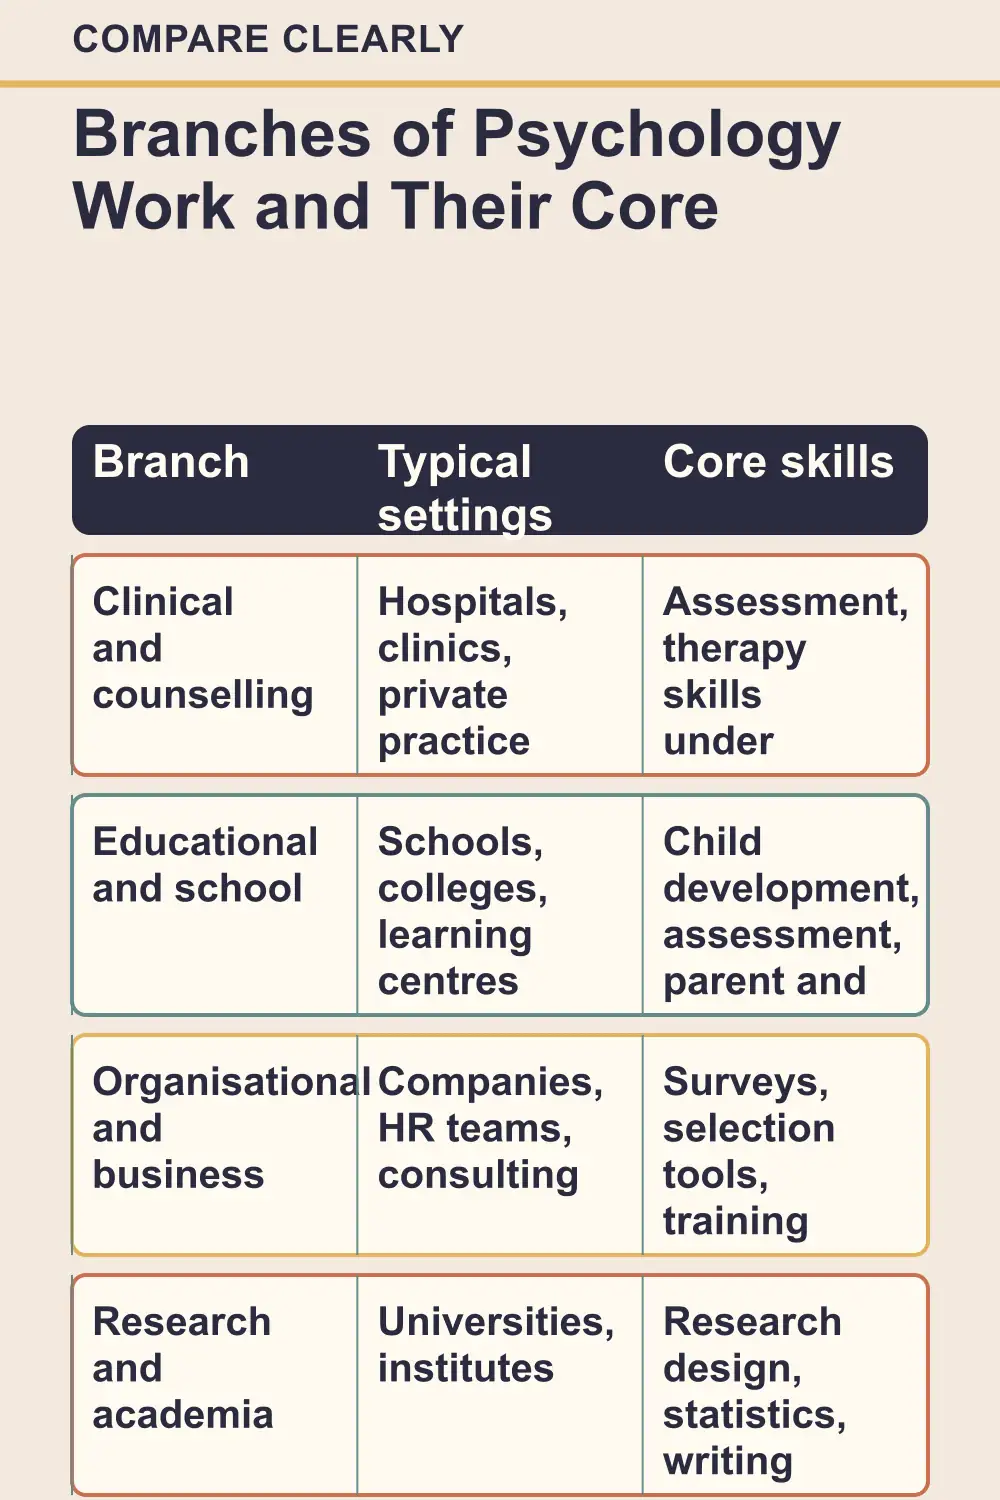 COMPARE CLEARLY
Branches of Psychology
Work and Their Core
Branch
Typical
settings
Core skills
Clinical
and
counselling
Hospitals,
clinics,
private
practice
Assessment,
therapy
skills
under
Educational
and school
Schools,
colleges,
learning
centres
Child
development,
assessment,
parent and
Organisational
and
business
Companies,
HR teams,
consulting
Surveys,
selection
tools,
training
Research
and
academia
Universities,
institutes
Research
design,
statistics,
writing